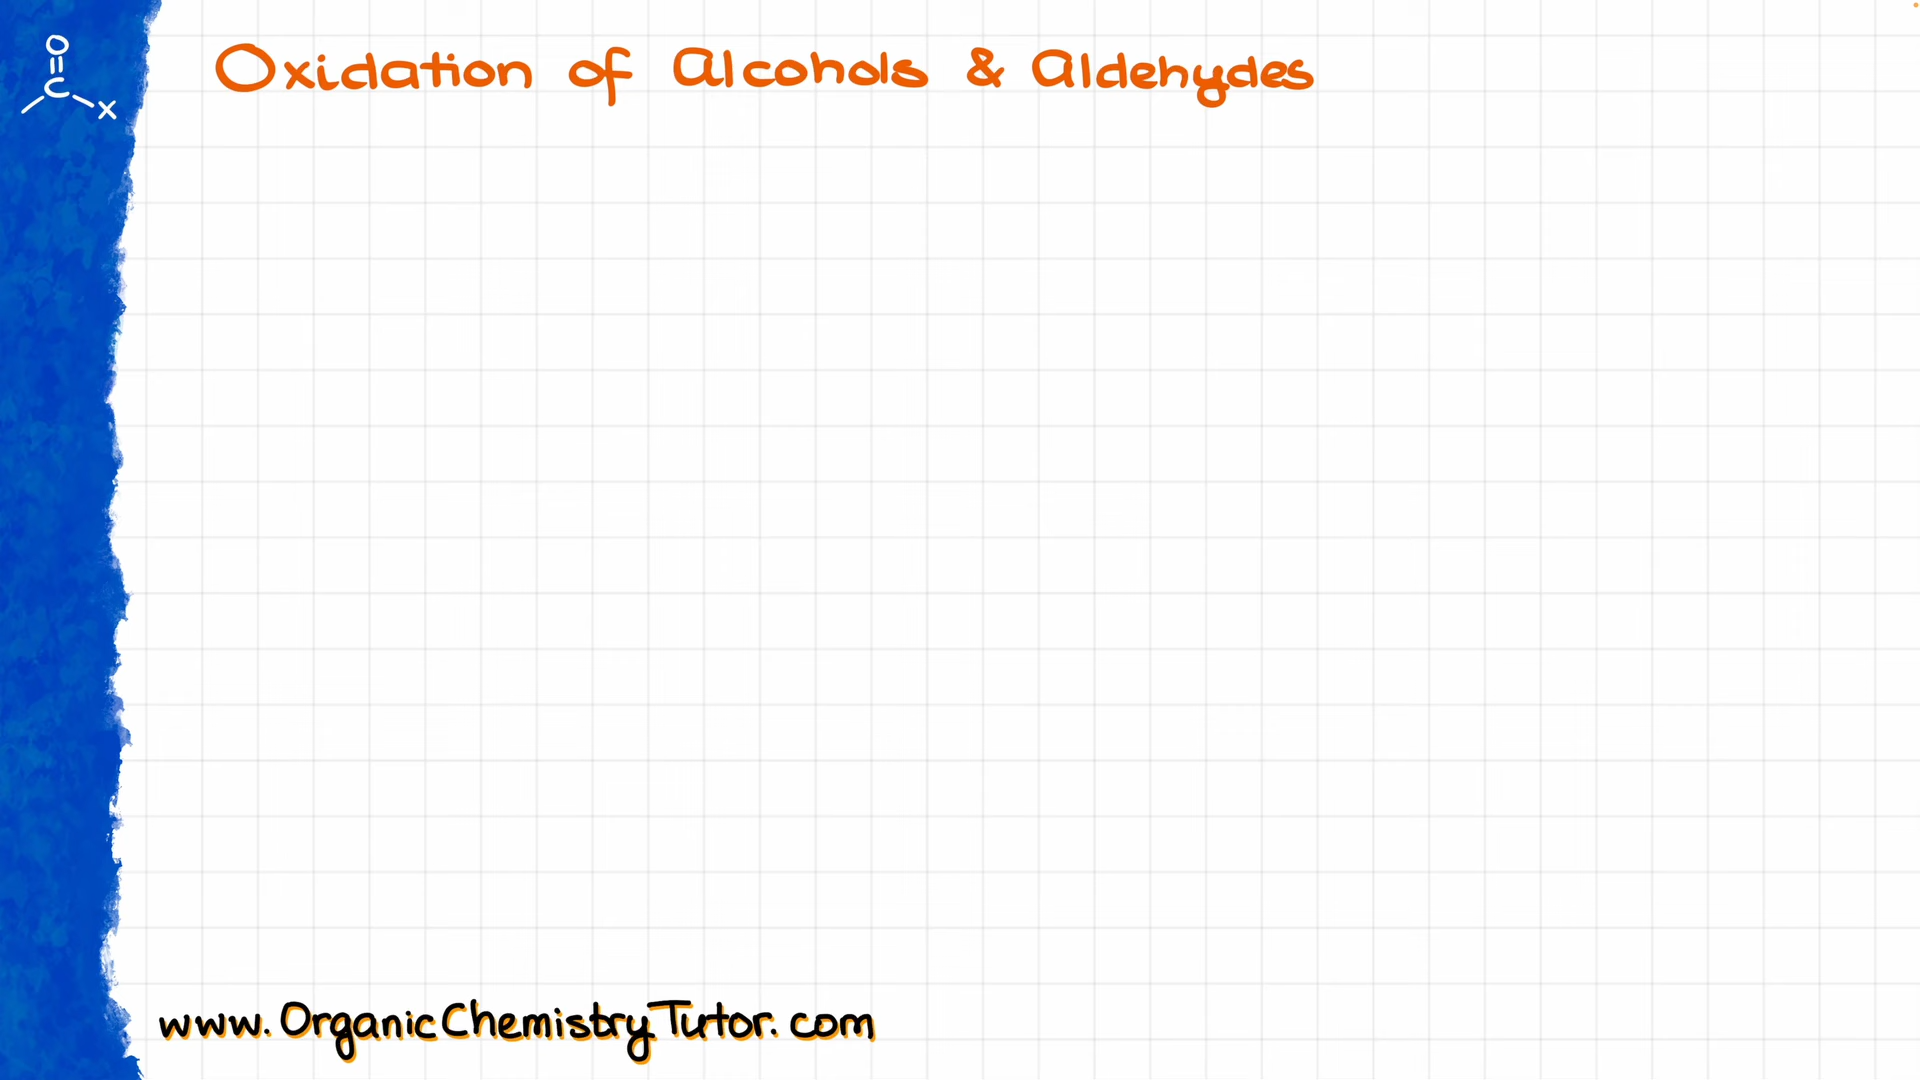 O
C
X
Oxidation of Alcohols & Aldehydes
www.OrganicChemistryTutor.com